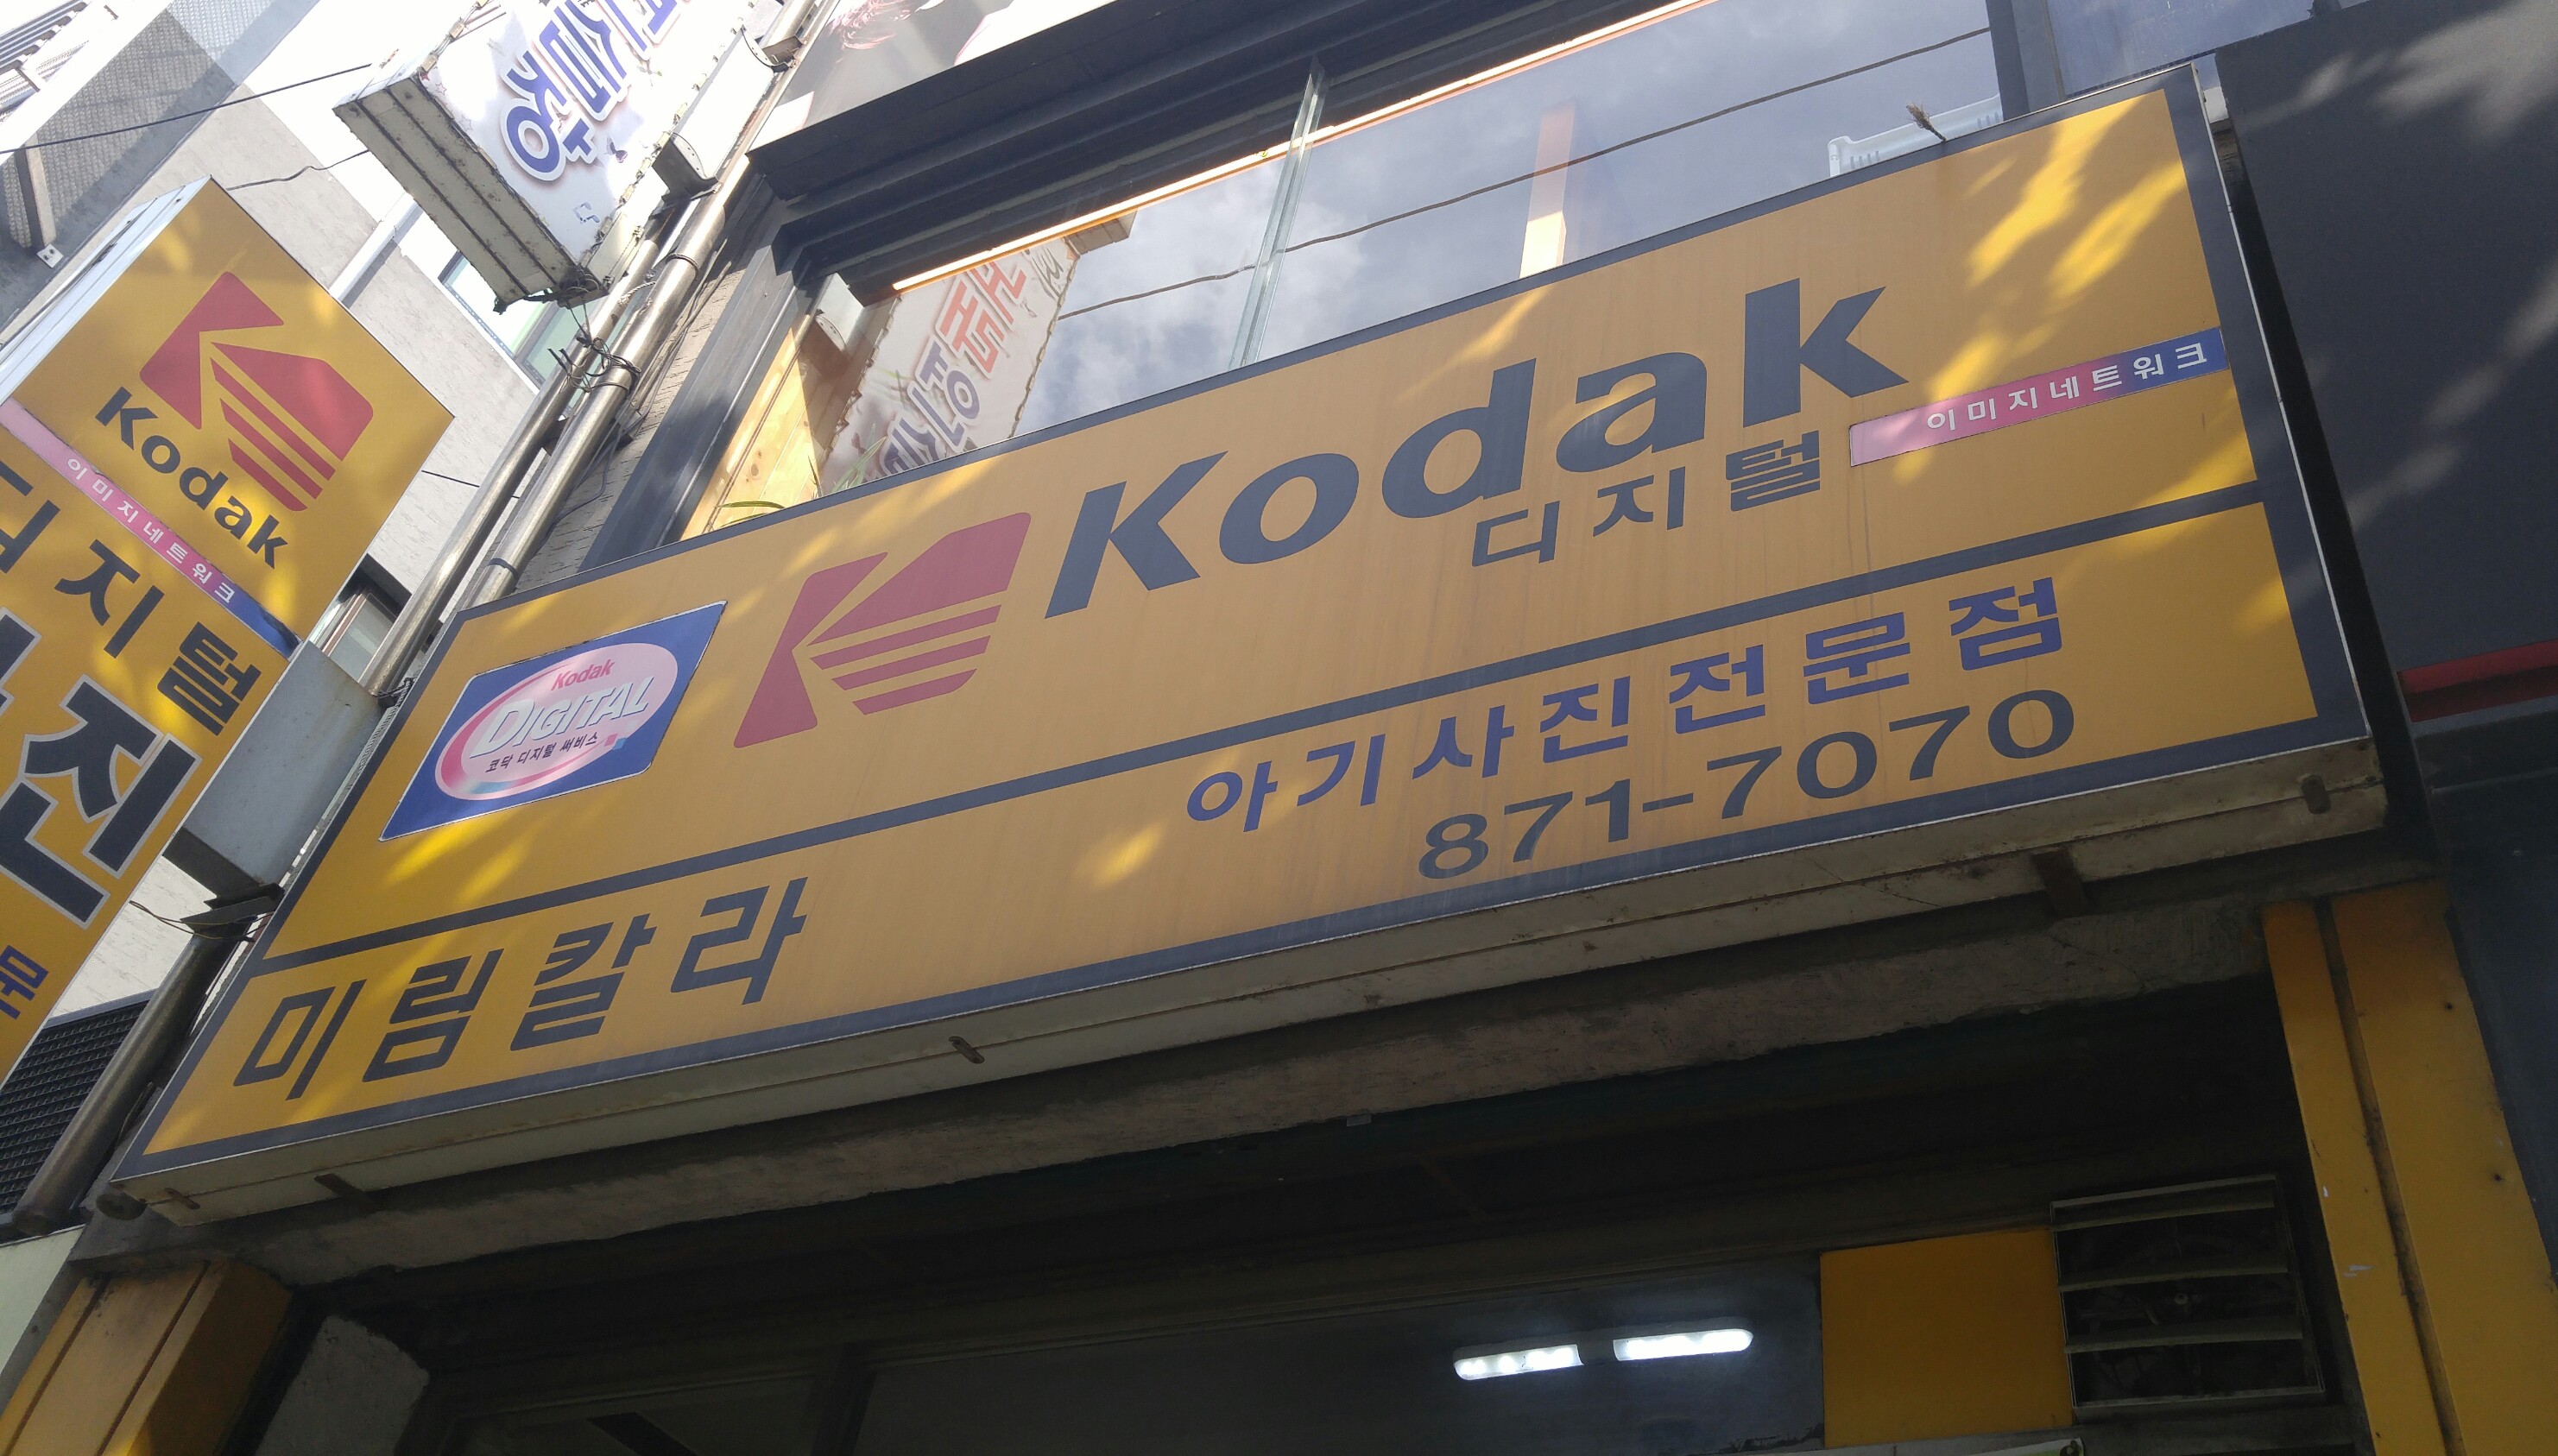 Kodak
이미지네트워크
디지털
진
문
Kodak
디지털
이미지네트워크
Kodak
DIGITAL
코닥 디지털 써비스
미림칼라
아기사진전문점
871-7070